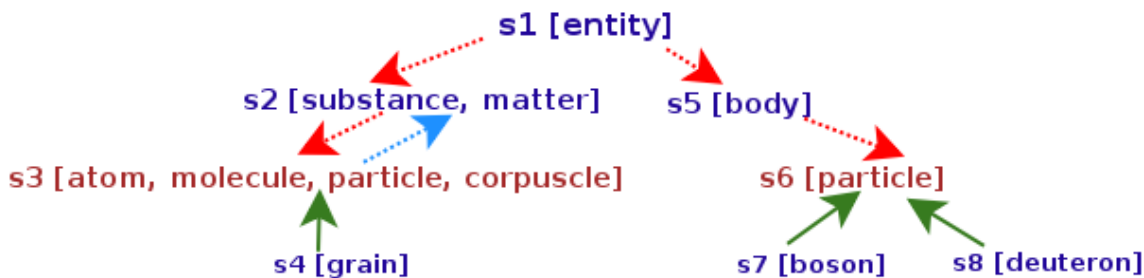 s1 [entity]
s2 [substance, matter]
s5 [body]
s3 [atom, molecule, particle, corpuscle]
s6 [particle]
s4 [grain]
s7 [boson]
s8 [deuteron]